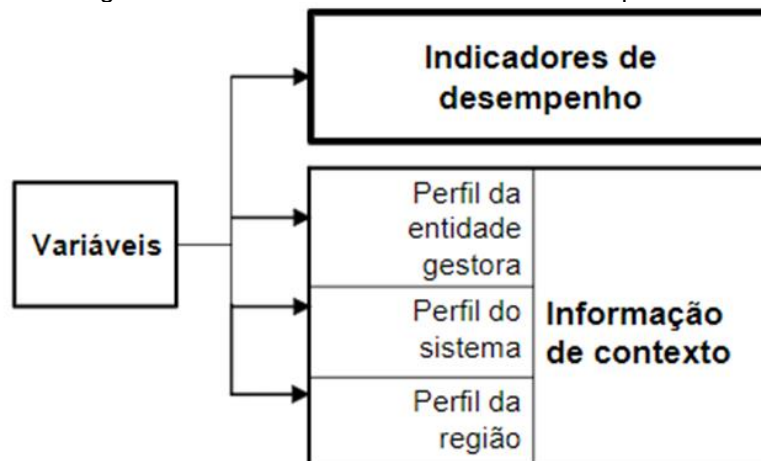 Indicadores de
desempenho
Variáveis
Perfil da
entidade
gestora
Perfil do
sistema
Perfil da
região
Informação
de contexto